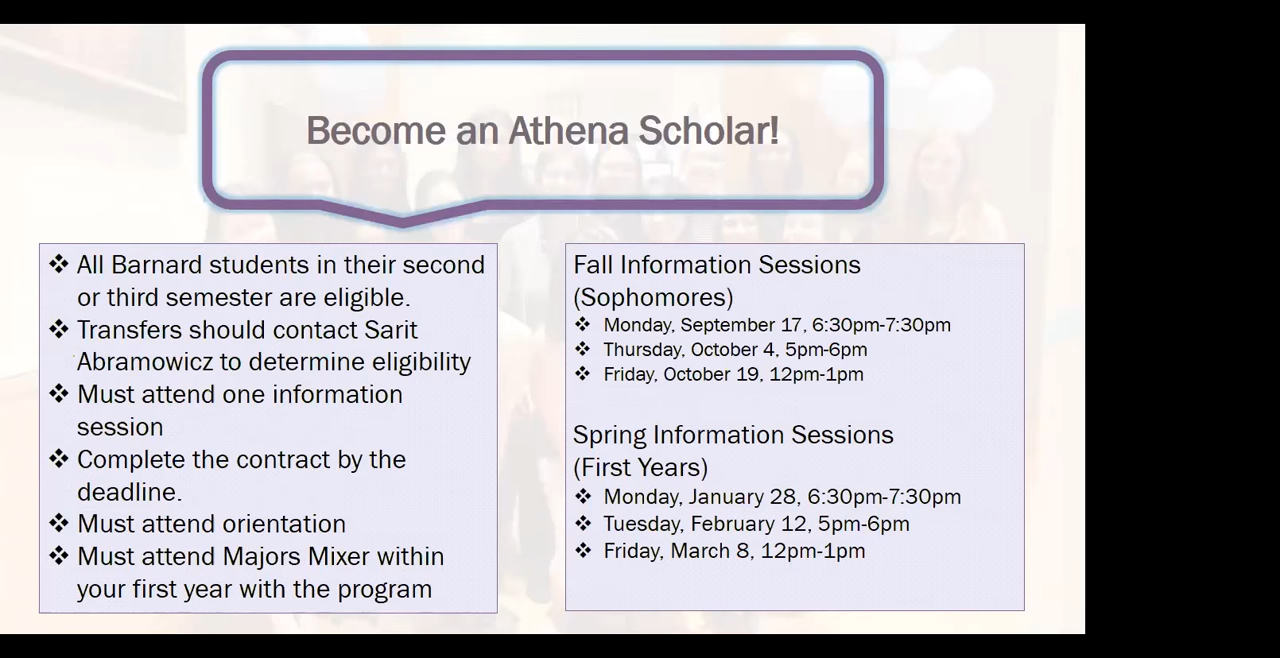 Become an Athena Scholar!
❖ All Barnard students in their second
or third semester are eligible.
❖ Transfers should contact Sarit
Abramowicz to determine eligibility
❖ Must attend one information
session
❖ Complete the contract by the
deadline.
❖ Must attend orientation
❖ Must attend Majors Mixer within
your first year with the program
Fall Information Sessions
(Sophomores)
❖ Monday, September 17, 6:30pm-7:30pm
❖ Thursday, October 4, 5pm-6pm
❖ Friday, October 19, 12pm-1pm
Spring Information Sessions
(First Years)
❖ Monday, January 28, 6:30pm-7:30pm
❖ Tuesday, February 12, 5pm-6pm
❖ Friday, March 8, 12pm-1pm